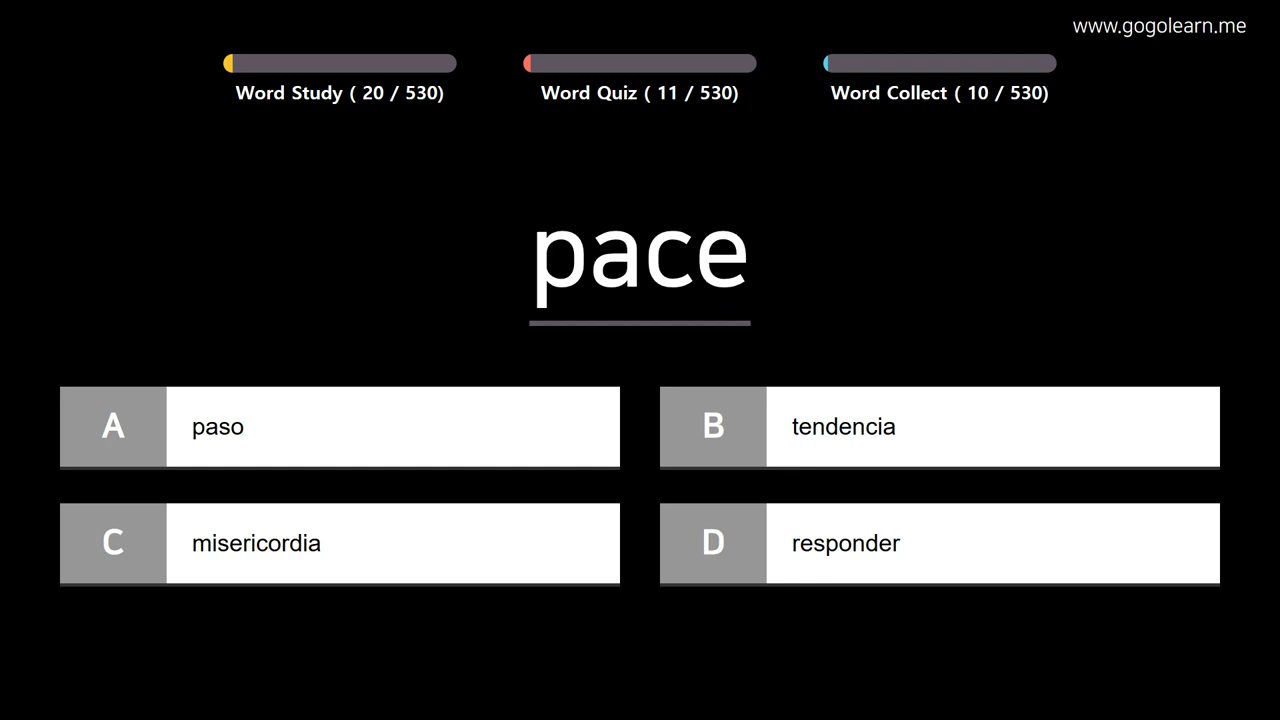 www.gogolearn.me
Word Study ( 20 / 530)
Word Quiz ( 11 / 530)
Word Collect ( 10 / 530)
pace
A paso
B tendencia
C misericordia
D responder